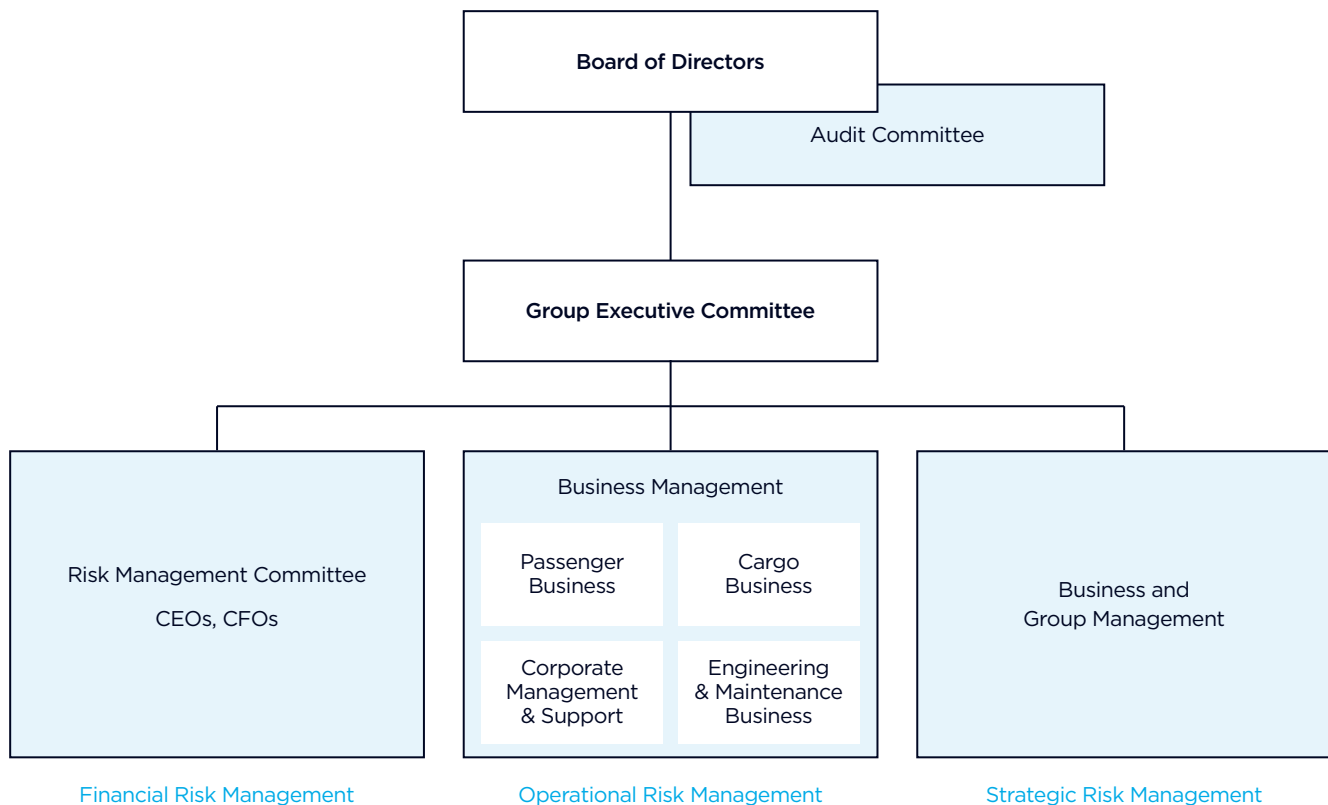 Board of Directors
Audit Committee
Group Executive Committee
Risk Management Committee
CEOs, CFOs
Business Management
Passenger
Business
Cargo
Business
Corporate
Management
& Support
Engineering
& Maintenance
Business
Business and
Group Management
Financial Risk Management
Operational Risk Management
Strategic Risk Management